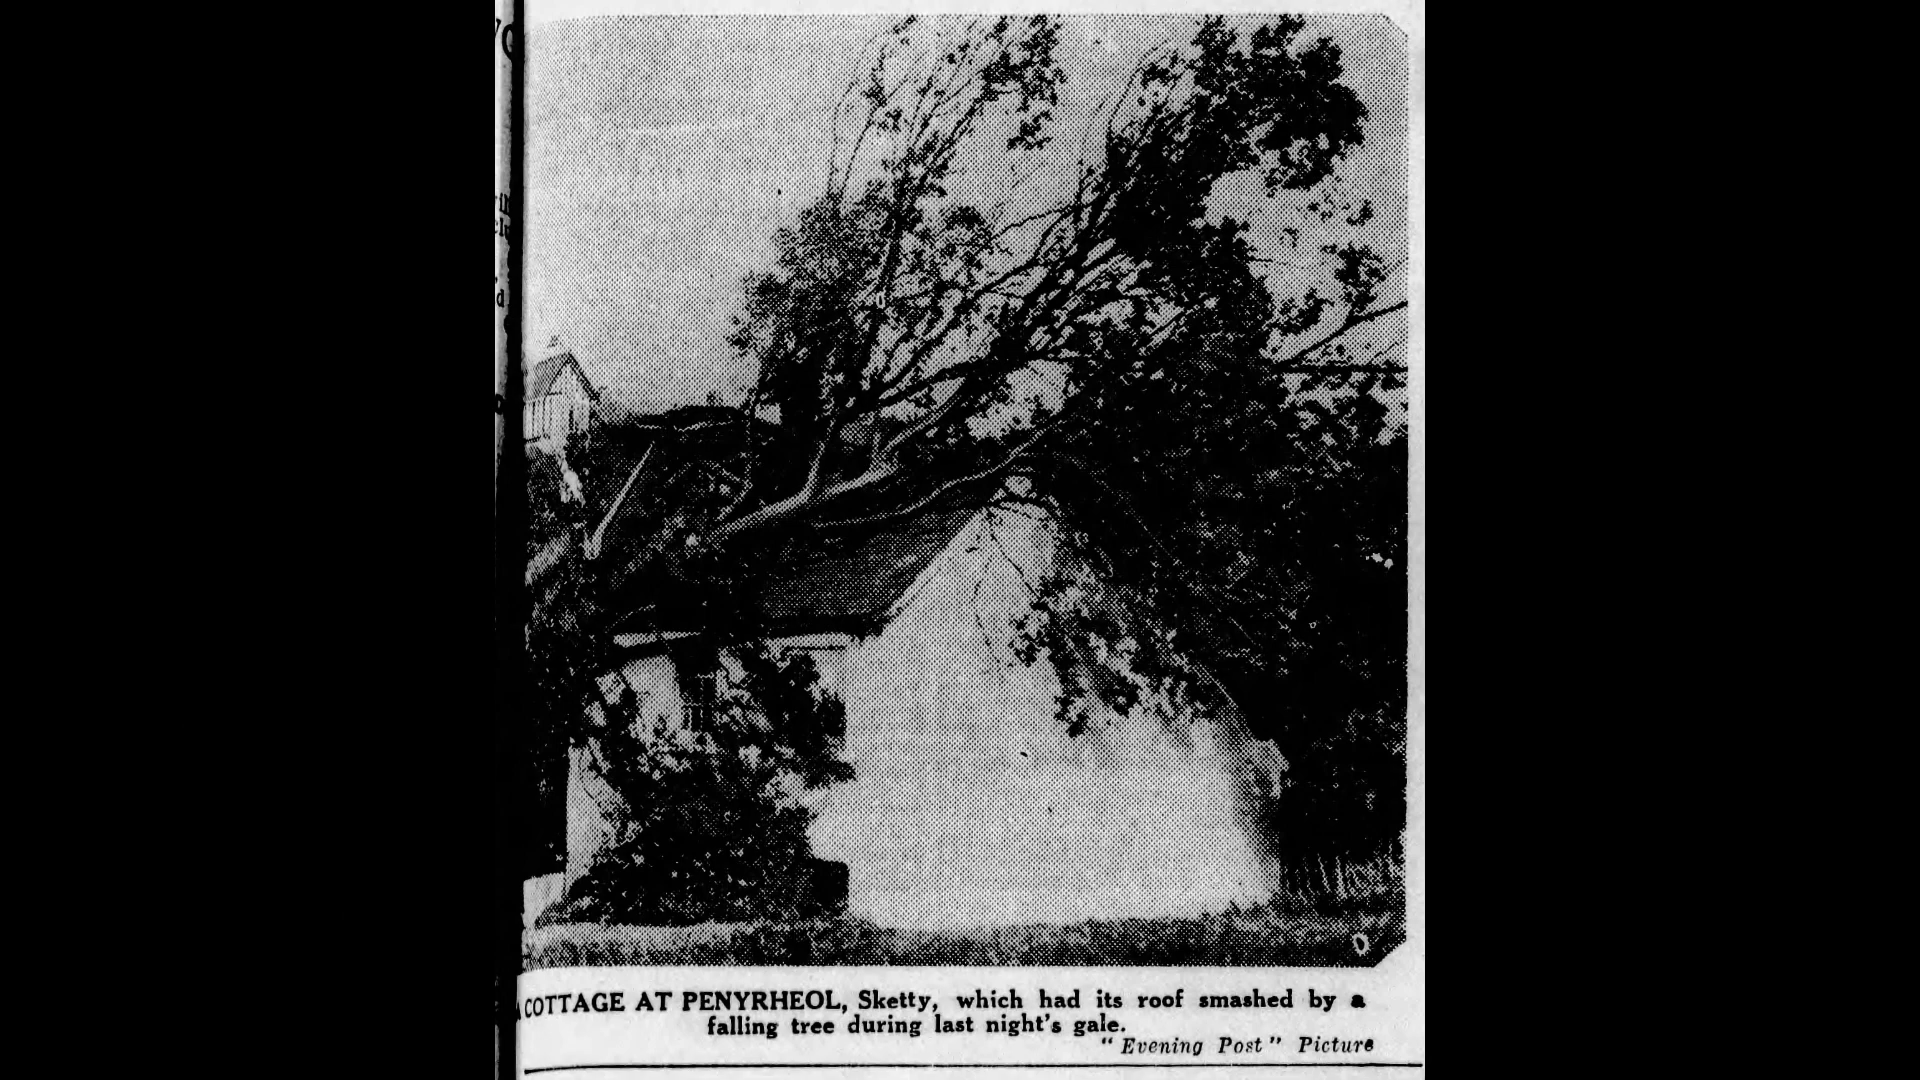 A COTTAGE AT PENYRHEOL, Sketty, which had its roof smashed by a
falling tree during last night's gale.
"Evening Post" Picture